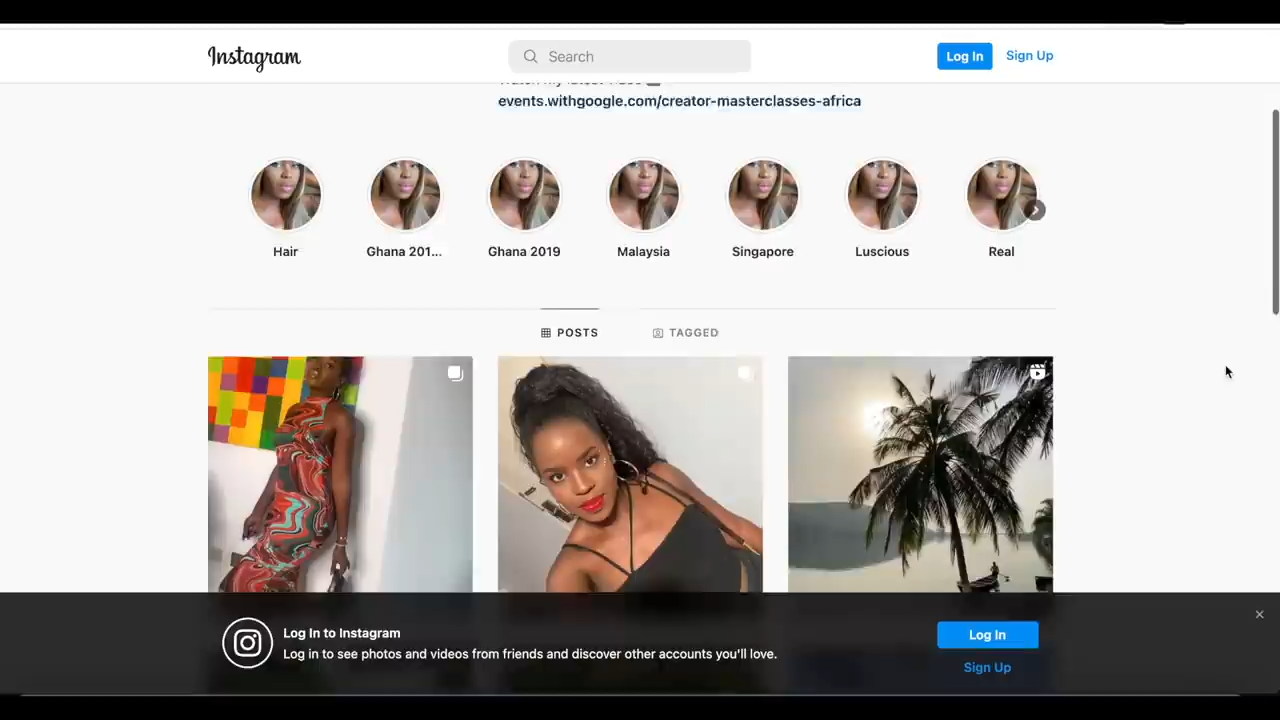 Instagram
Search
Log In
Sign Up
events.withgoogle.com/creator-masterclasses-africa
Hair
Ghana 201...
Ghana 2019
Malaysia
Singapore
Luscious
Real
POSTS
TAGGED
Log In to Instagram
Log in to see photos and videos from friends and discover other accounts you'll love.
Log In
Sign Up